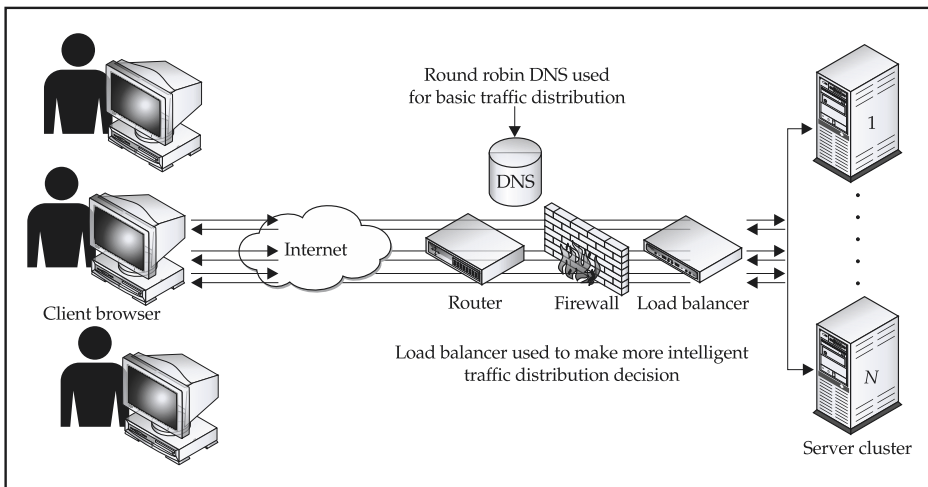 Round robin DNS used
for basic traffic distribution
DNS
1
Internet
Client browser
Router
Firewall
Load balancer
Load balancer used to make more intelligent
traffic distribution decision
N
Server cluster